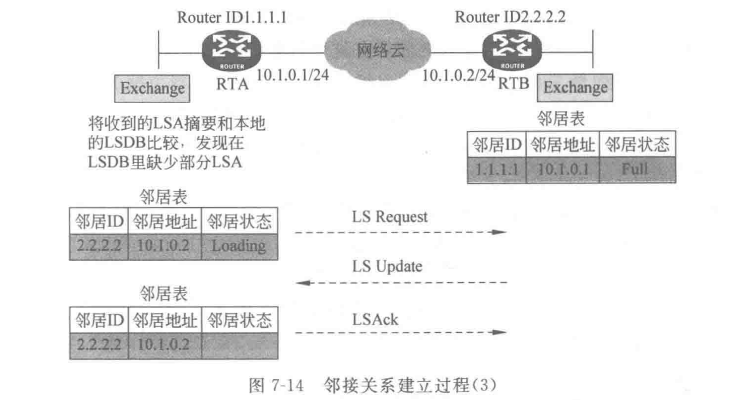 Router ID1.1.1.1
Router ID2.2.2.2
ROUTER
网络云
ROUTER
10.1.0.1/24
10.1.0.2/24
RTA
RTB
Exchange
Exchange
将收到的LSA摘要和本地
的LSDB比较，发现在
LSDB里缺少部分LSA
邻居表
邻居ID 邻居地址 邻居状态
1.1.1.1 10.1.0.1 Full
邻居表
邻居ID 邻居地址 邻居状态
2.2.2.2 10.1.0.2 Loading
LS Request
LS Update
邻居表
邻居ID 邻居地址 邻居状态
2.2.2.2 10.1.0.2
LSAck
图 7-14 邻接关系建立过程(3)